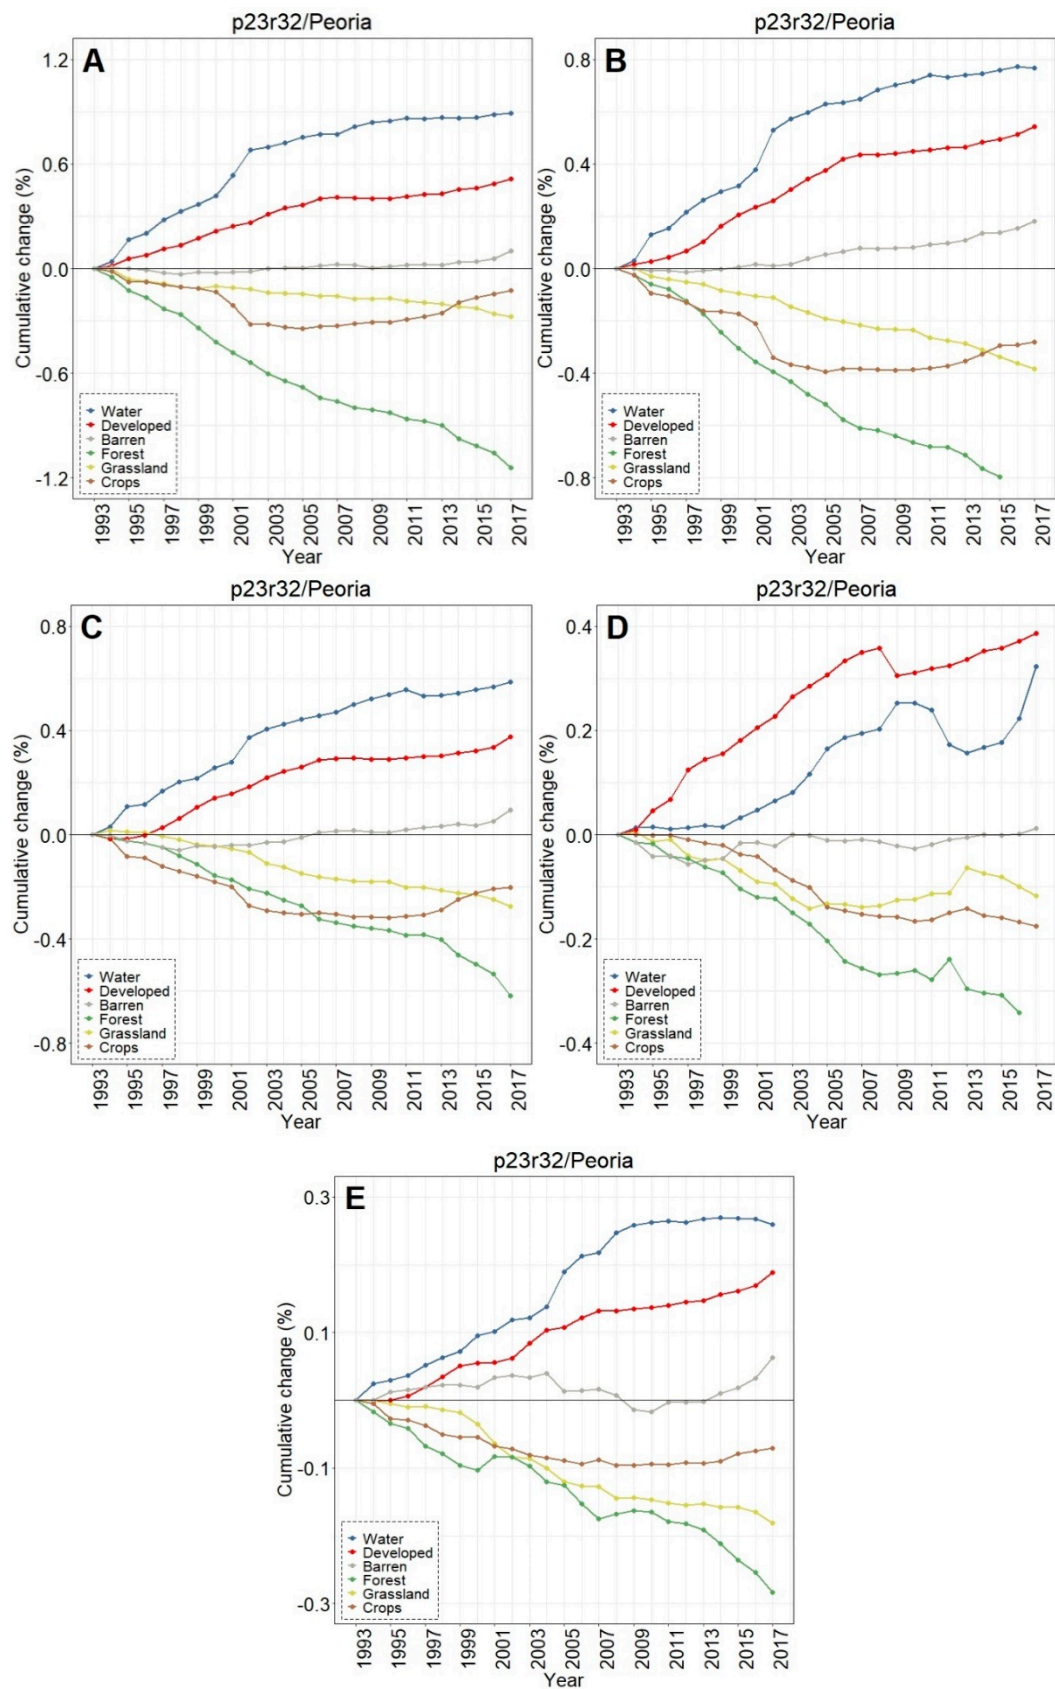 p23r32/Peoria
A
Cumulative change (%)
1.2
0.6
0.0
-0.6
-1.2
Water
Developed
Barren
Forest
Grassland
Crops
1993 1995 1997 1999 2001 2003 2005 2007 2009 2011 2013 2015 2017
Year
p23r32/Peoria
B
Cumulative change (%)
0.8
0.4
0.0
-0.4
-0.8
Water
Developed
Barren
Forest
Grassland
Crops
1993 1995 1997 1999 2001 2003 2005 2007 2009 2011 2013 2015 2017
Year
p23r32/Peoria
C
Cumulative change (%)
0.8
0.4
0.0
-0.4
-0.8
Water
Developed
Barren
Forest
Grassland
Crops
1993 1995 1997 1999 2001 2003 2005 2007 2009 2011 2013 2015 2017
Year
p23r32/Peoria
D
Cumulative change (%)
0.4
0.2
0.0
-0.2
-0.4
Water
Developed
Barren
Forest
Grassland
Crops
1993 1995 1997 1999 2001 2003 2005 2007 2009 2011 2013 2015 2017
Year
p23r32/Peoria
E
Cumulative change (%)
0.3
0.1
-0.1
-0.3
Water
Developed
Barren
Forest
Grassland
Crops
1993 1995 1997 1999 2001 2003 2005 2007 2009 2011 2013 2015 2017
Year